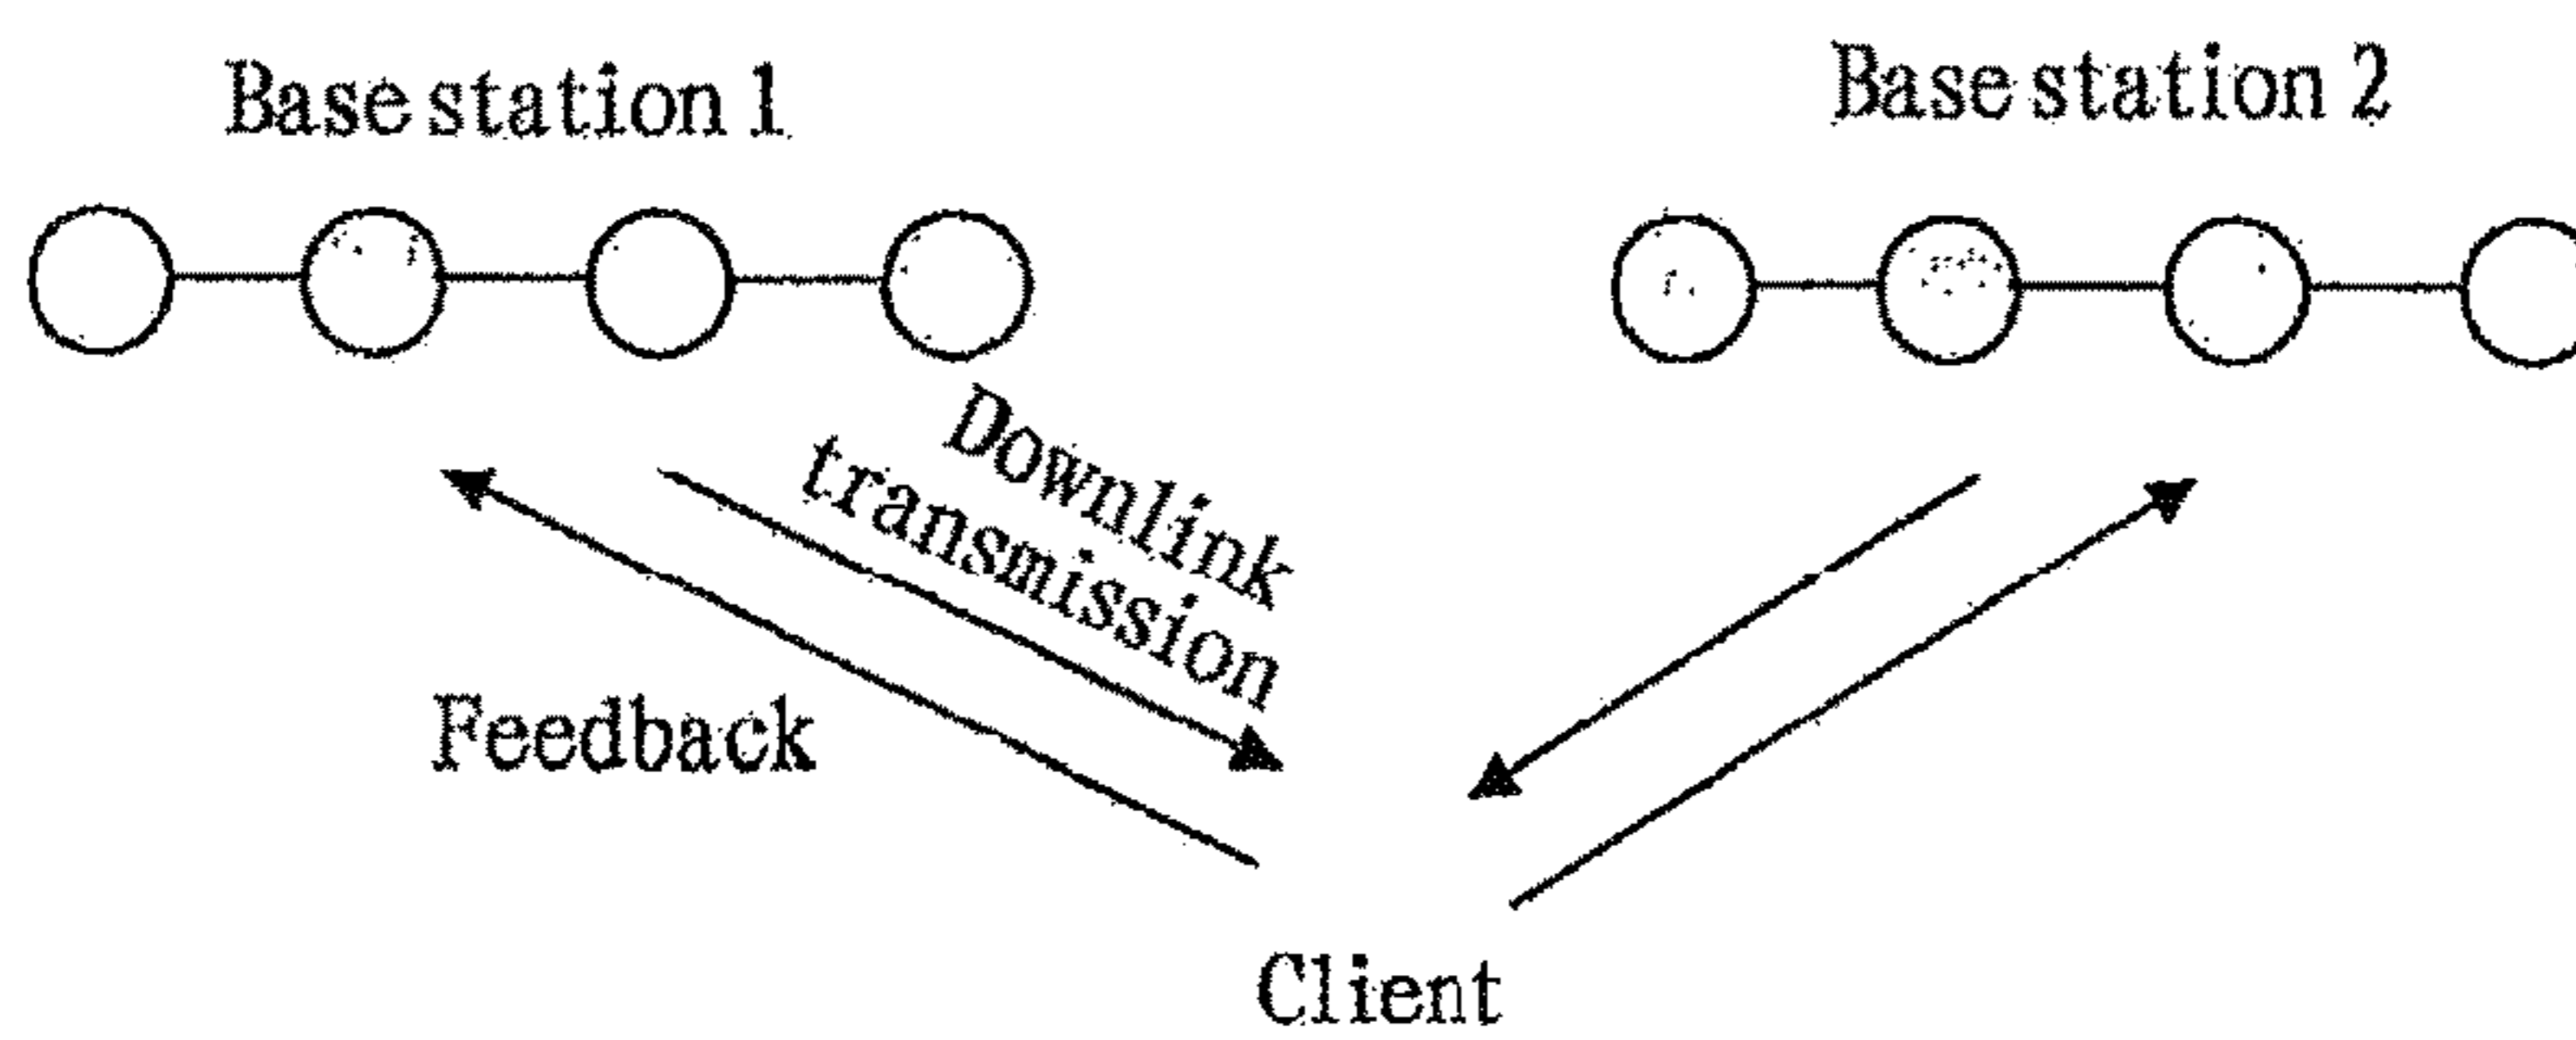 Base station 1
Base station 2
Downlink
transmission
Feedback
Client